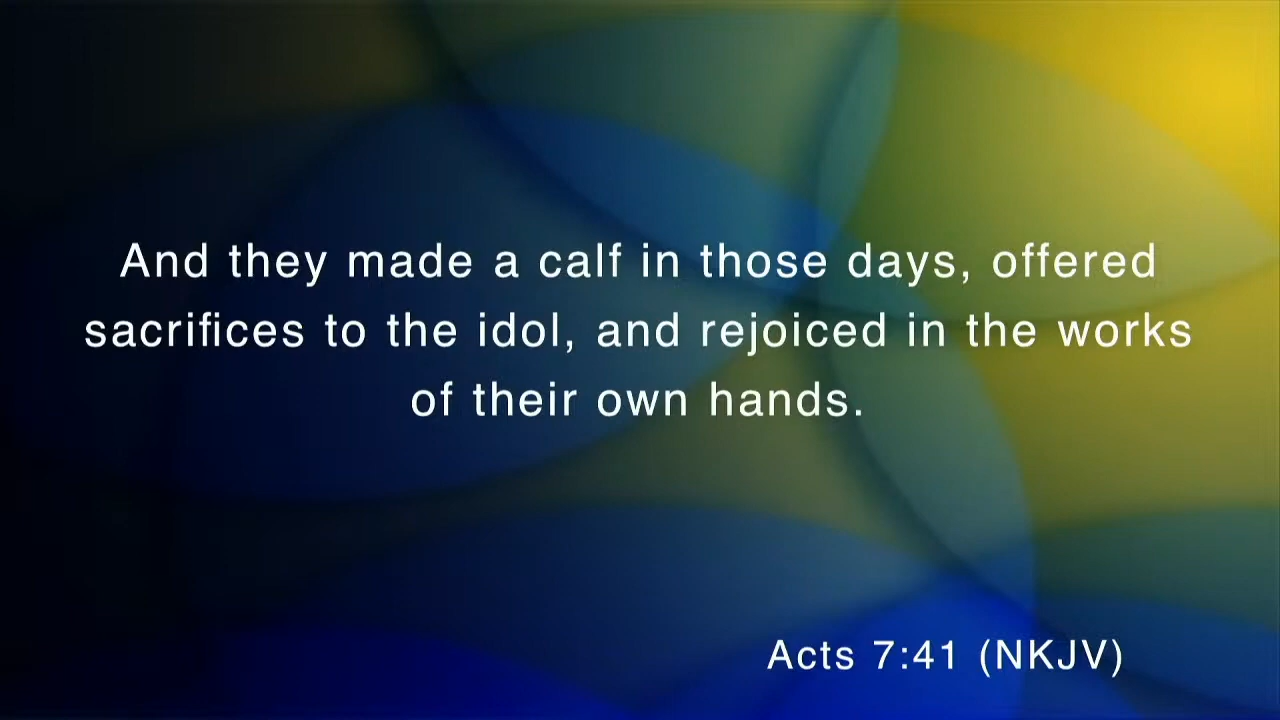 And they made a calf in those days, offered
sacrifices to the idol, and rejoiced in the works
of their own hands.
Acts 7:41 (NKJV)